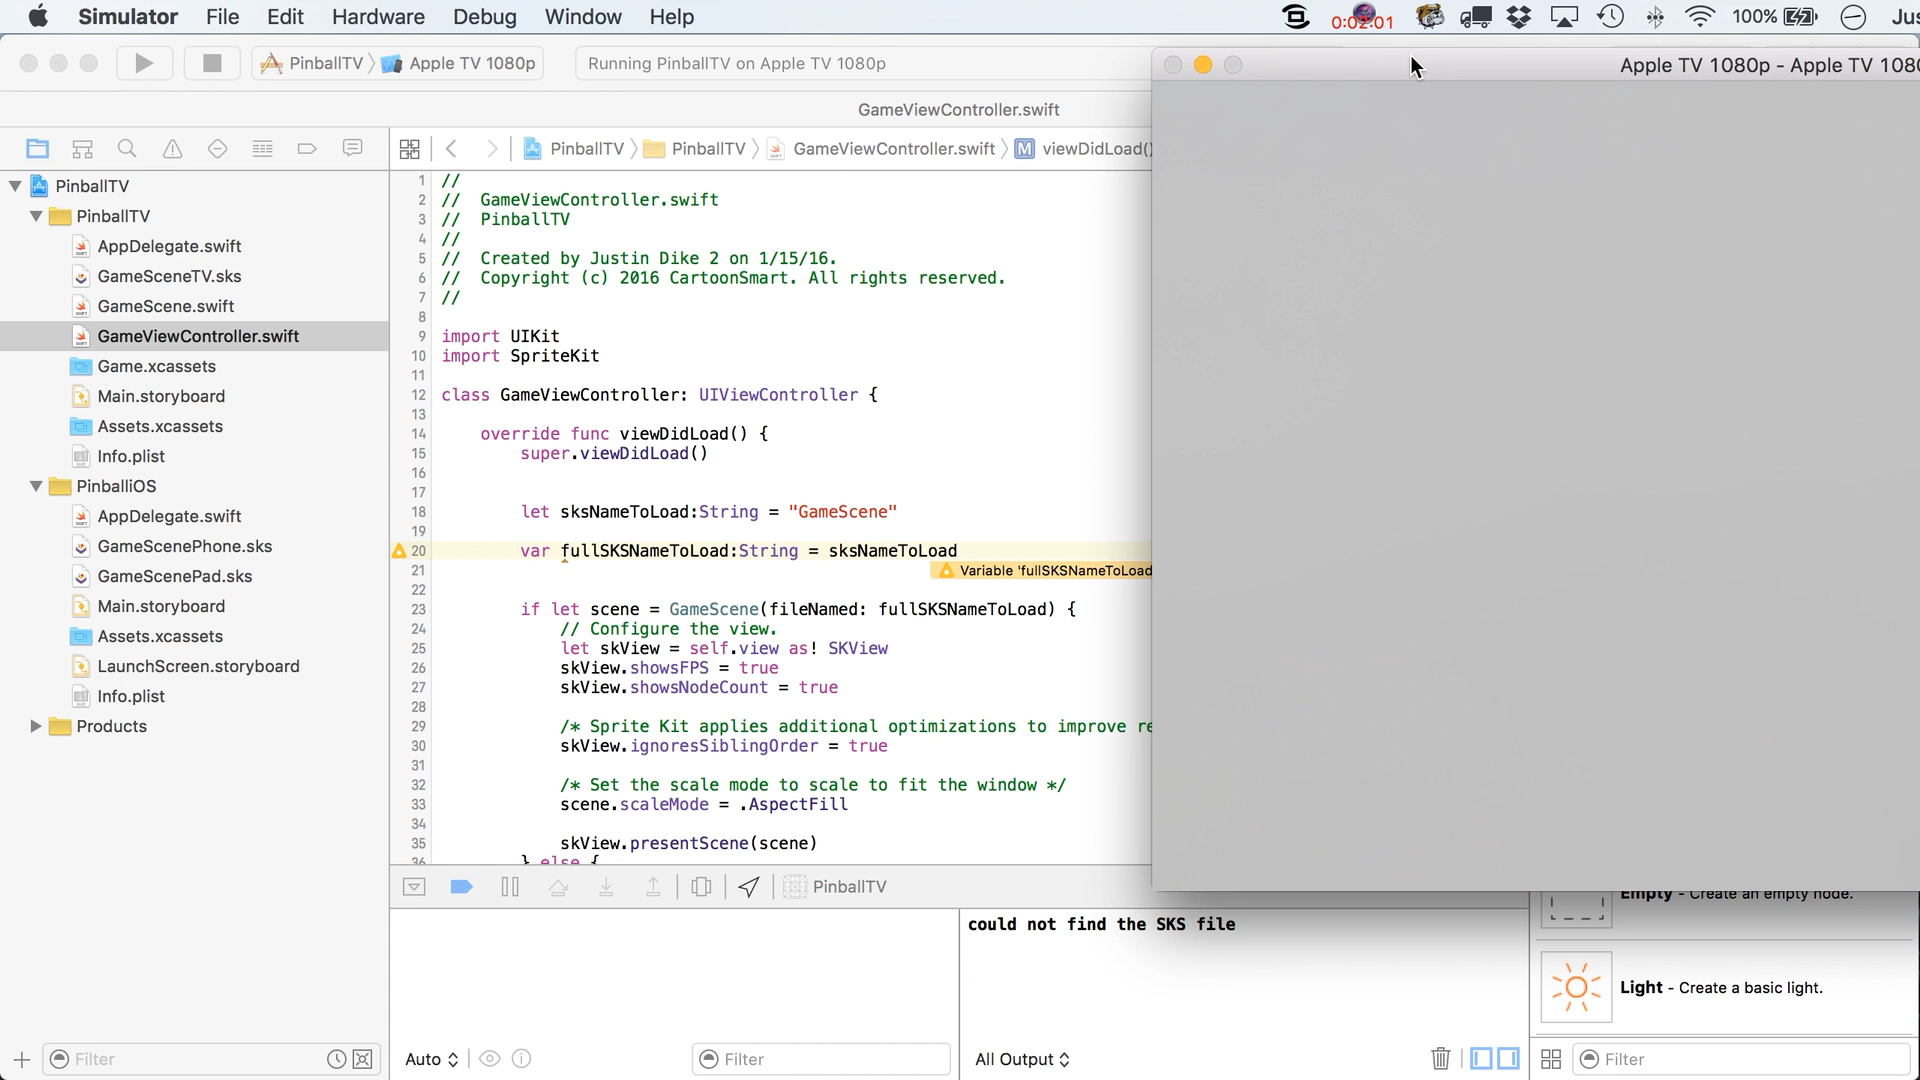 Simulator File Edit Hardware Debug Window Help 0:02:01 100% Jus
PinballTV Apple TV 1080p Running PinballTV on Apple TV 1080p
Apple TV 1080p - Apple TV 1080
GameViewController.swift
PinballTV PinballTV GameViewController.swift M viewDidLoad()
PinballTV
PinballTV
AppDelegate.swift
GameSceneTV.sks
GameScene.swift
GameViewController.swift
Game.xcassets
Main.storyboard
Assets.xcassets
Info.plist
PinballiOS
AppDelegate.swift
GameScenePhone.sks
GameScenePad.sks
Main.storyboard
Assets.xcassets
LaunchScreen.storyboard
Info.plist
Products
Filter
1 //
2 // GameViewController.swift
3 // PinballTV
4 //
5 // Created by Justin Dike 2 on 1/15/16.
6 // Copyright (c) 2016 CartoonSmart. All rights reserved.
7 //
8
9 import UIKit
10 import SpriteKit
11
12 class GameViewController: UIViewController {
13
14 override func viewDidLoad() {
15 super.viewDidLoad()
16
17
18 let sksNameToLoad:String = "GameScene"
19
20 var fullSKSNameToLoad:String = sksNameToLoad
21 Variable 'fullSKSNameToLoad
22
23 if let scene = GameScene(fileNamed: fullSKSNameToLoad) {
24 // Configure the view.
25 let skView = self.view as! SKView
26 skView.showsFPS = true
27 skView.showsNodeCount = true
28
29 /* Sprite Kit applies additional optimizations to improve re
30 skView.ignoresSiblingOrder = true
31
32 /* Set the scale mode to scale to fit the window */
33 scene.scaleMode = .AspectFill
34
35 skView.presentScene(scene)
36 } else {
PinballTV
could not find the SKS file
Auto Filter
All Output
Empty - Create an empty node.
Light - Create a basic light.
Filter